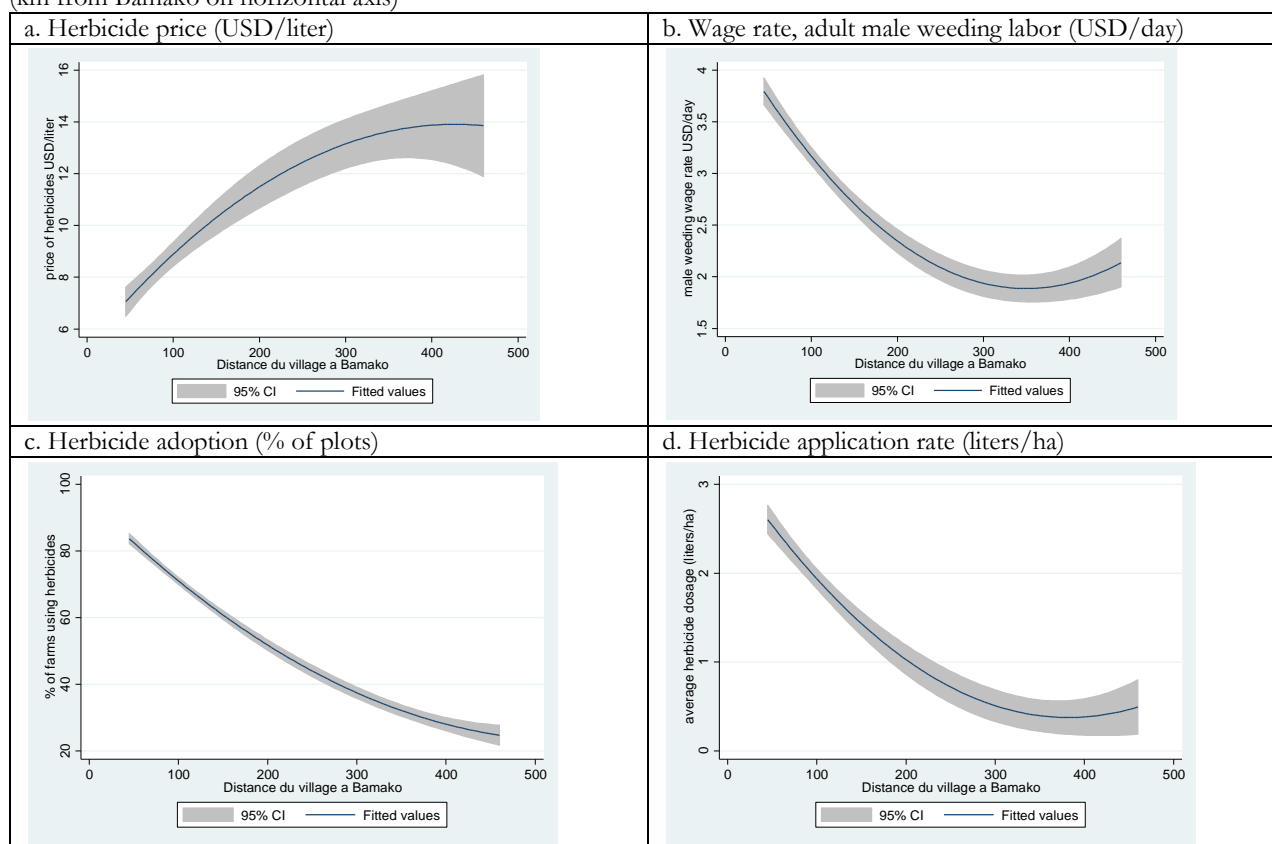 (km from Bamako on horizontal axis)
a. Herbicide price (USD/liter)
b. Wage rate, adult male weeding labor (USD/day)
price of herbicides USD/liter
16
14
12
10
8
6
0 100 200 300 400 500
Distance du village a Bamako
95% CI Fitted values
male weeding wage rate USD/day
4
3.5
3
2.5
2
1.5
0 100 200 300 400 500
Distance du village a Bamako
95% CI Fitted values
c. Herbicide adoption (% of plots)
d. Herbicide application rate (liters/ha)
% of farms using herbicides
100
80
60
40
20
0 100 200 300 400 500
Distance du village a Bamako
95% CI Fitted values
average herbicide dosage (liters/ha)
3
2
1
0
0 100 200 300 400 500
Distance du village a Bamako
95% CI Fitted values